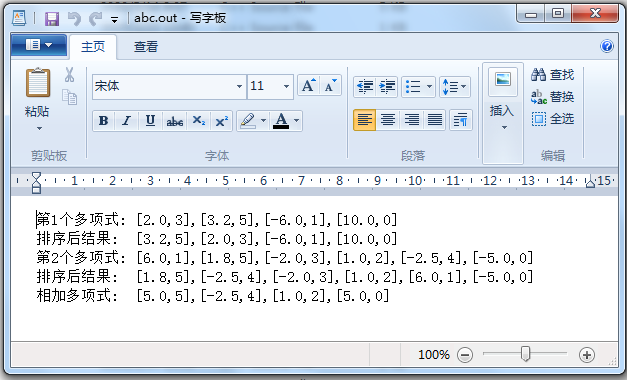 abc.out - 写字板
主页
查看
粘贴
剪贴板
宋体
11
A A
B I U abc X₂ X² A
字体
段落
插入
查找
替换
全选
编辑
1 2 3 4 5 6 7 8 9 10 11 12 13 14 15
第1个多项式: [2.0,3],[3.2,5],[-6.0,1],[10.0,0]
排序后结果: [3.2,5],[2.0,3],[-6.0,1],[10.0,0]
第2个多项式: [6.0,1],[1.8,5],[-2.0,3],[1.0,2],[-2.5,4],[-5.0,0]
排序后结果: [1.8,5],[-2.5,4],[-2.0,3],[1.0,2],[6.0,1],[-5.0,0]
相加多项式: [5.0,5],[-2.5,4],[1.0,2],[5.0,0]
100%